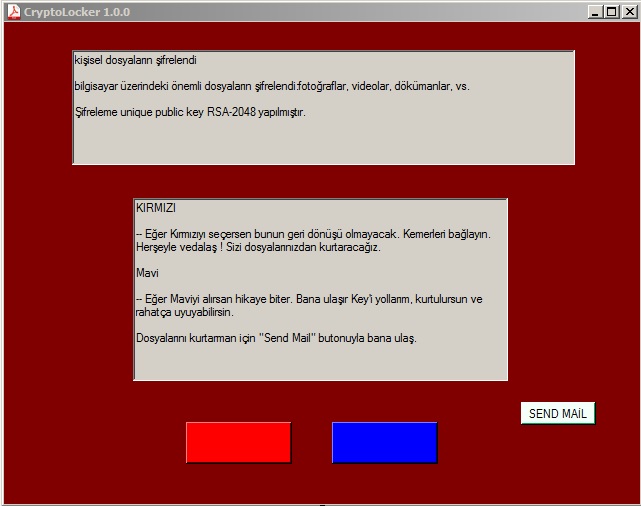 CryptoLocker 1.0.0
kişisel dosyaların şifrelendi
bilgisayar üzerindeki önemli dosyaların şifrelendi:fotoğraflar, videolar, dökümanlar, vs.
Şifreleme unique public key RSA-2048 yapılmıştır.
KIRMIZI
-- Eğer Kırmızıyı seçersen bunun geri dönüşü olmayacak. Kemerleri bağlayın.
Herşeyle vedalaş ! Sizi dosyalarınızdan kurtaracağız.
Mavi
-- Eğer Maviyi alırsan hikaye biter. Bana ulaşır Key'i yollarım, kurtulursun ve
rahatça uyuyabilirsin.
Dosyalarını kurtarman için "Send Mail" butonuyla bana ulaş.
SEND MAİL